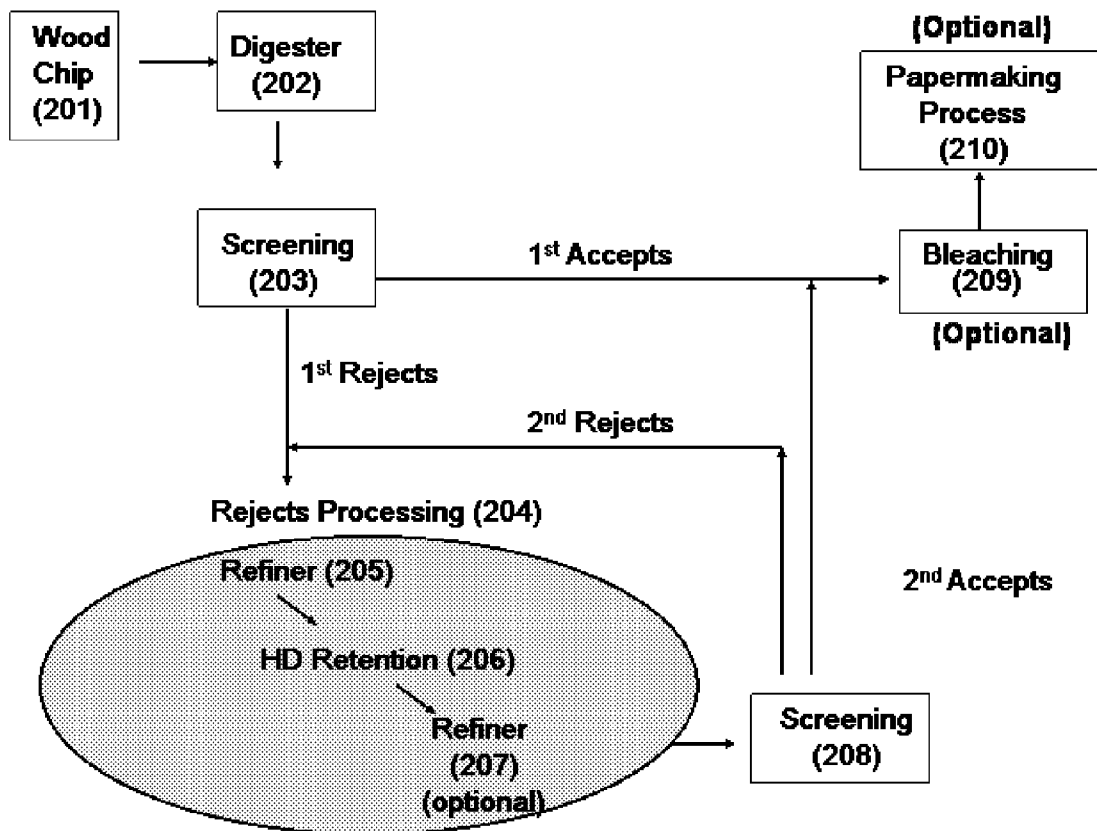 Wood
Chip
(201)
Digester
(202)
(Optional)
Papermaking
Process
(210)
Screening
(203)
1st Accepts
Bleaching
(209)
(Optional)
1st Rejects
2nd Rejects
Rejects Processing (204)
Refiner (205)
HD Retention (206)
Refiner
(207)
(optional)
2nd Accepts
Screening
(208)